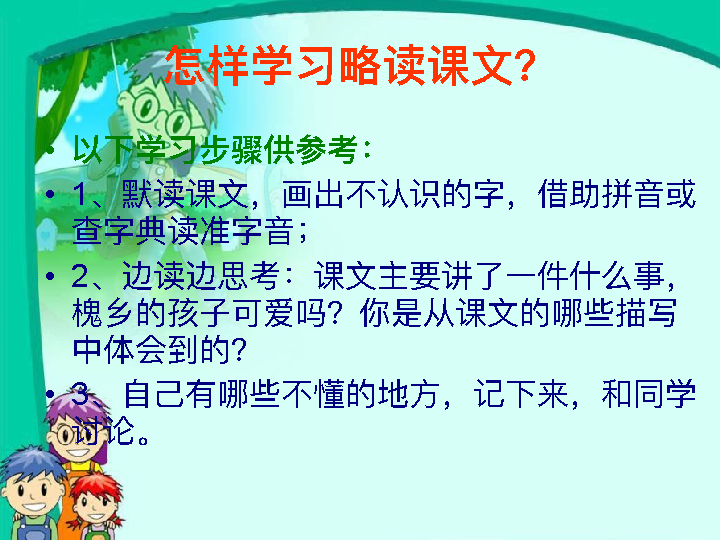 怎样学习略读课文？
• 以下学习步骤供参考：
• 1、默读课文，画出不认识的字，借助拼音或
查字典读准字音；
• 2、边读边思考：课文主要讲了一件什么事，
槐乡的孩子可爱吗？你是从课文的哪些描写
中体会到的？
• 3、自己有哪些不懂的地方，记下来，和同学
讨论。